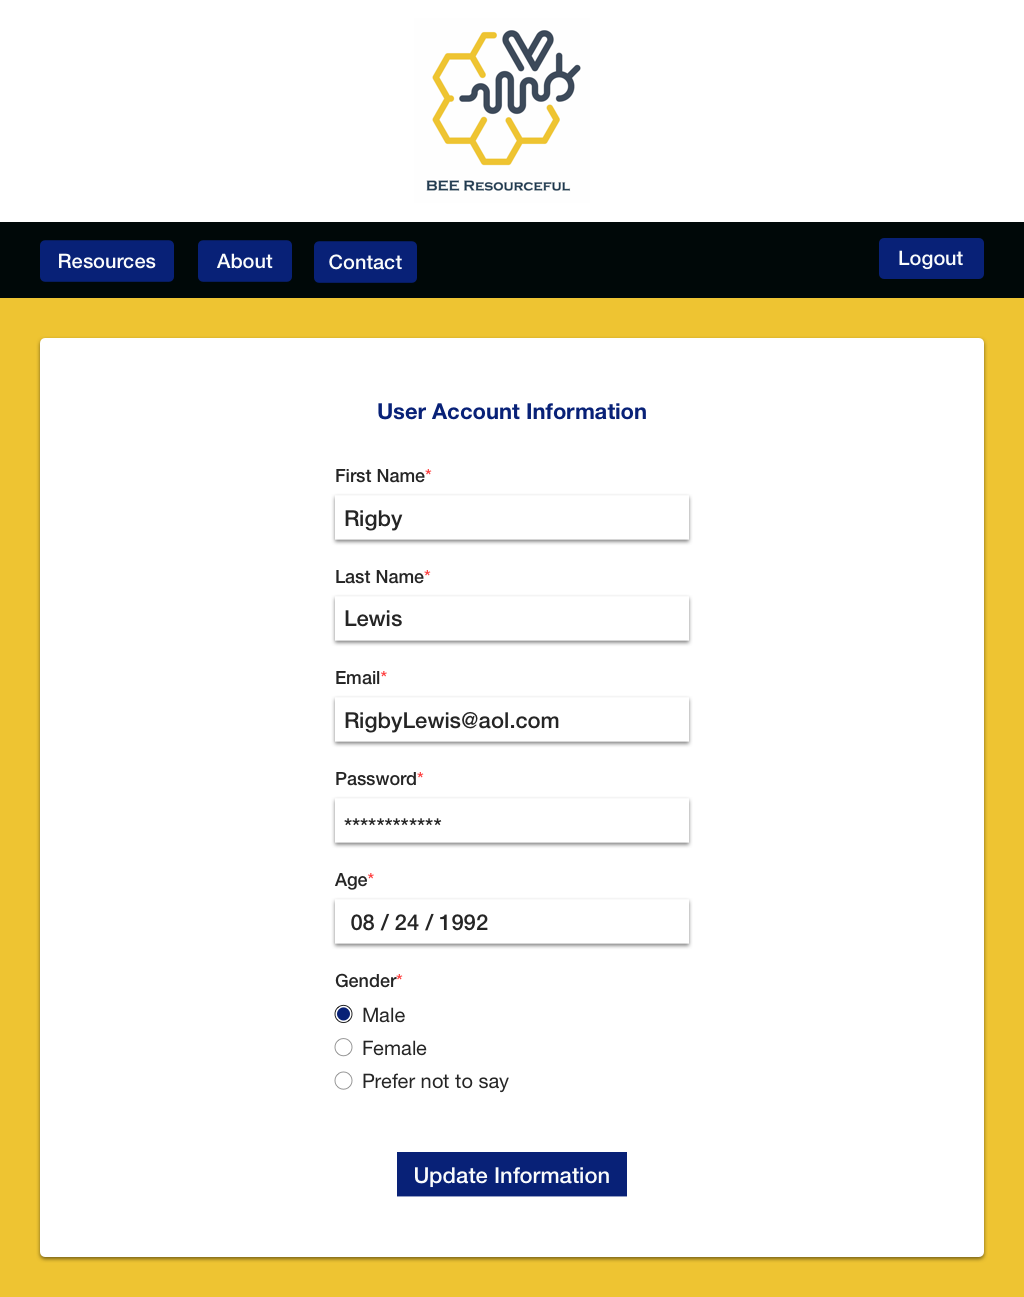 BEE Resourceful
Resources About Contact Logout
User Account Information
First Name*
Rigby
Last Name*
Lewis
Email*
RigbyLewis@aol.com
Password*
************
Age*
08 / 24 / 1992
Gender*
Male
Female
Prefer not to say
Update Information